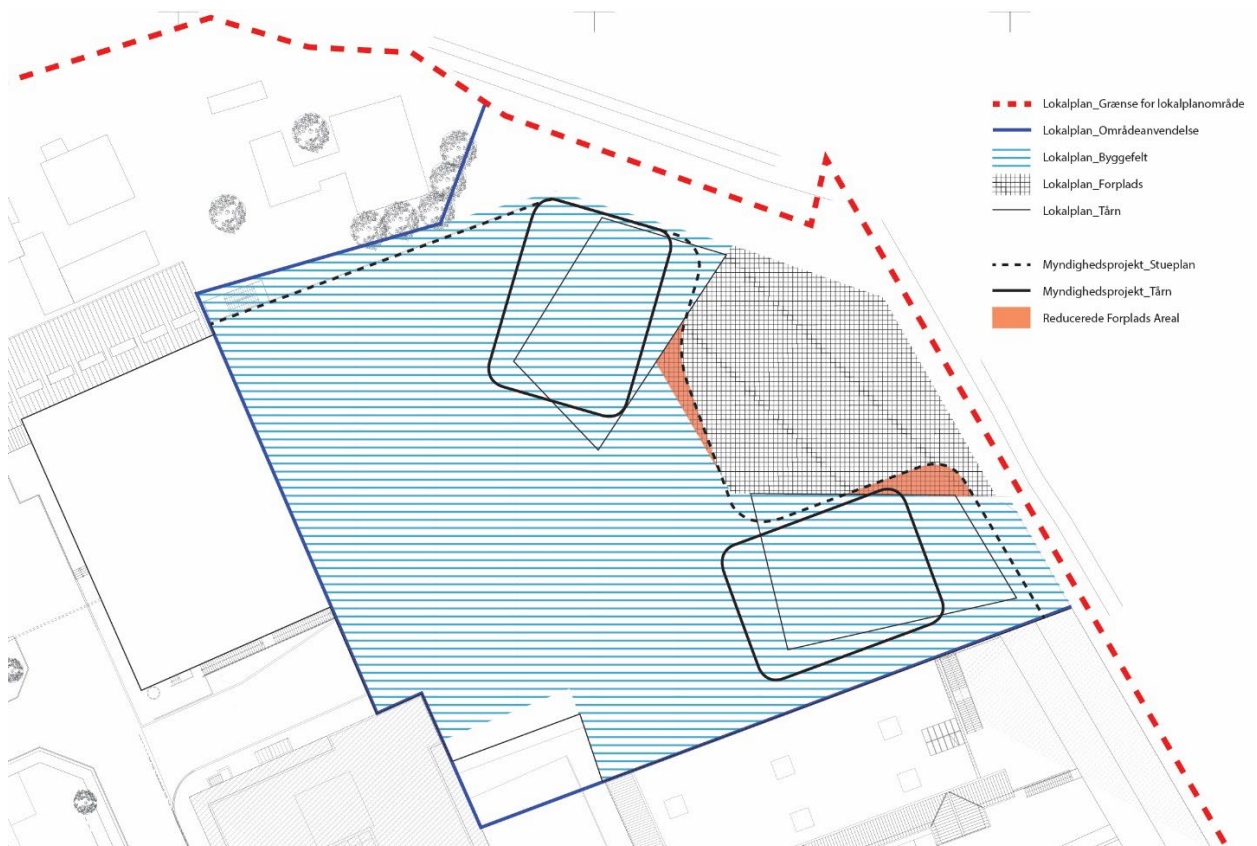 Lokalplan_Grænse for lokalplanområde
Lokalplan_Områdeanvendelse
Lokalplan_Byggefelt
Lokalplan_Forplads
Lokalplan_Tårn
Myndighedsprojekt_Stueplan
Myndighedsprojekt_Tårn
Reducerede Forplads Areal